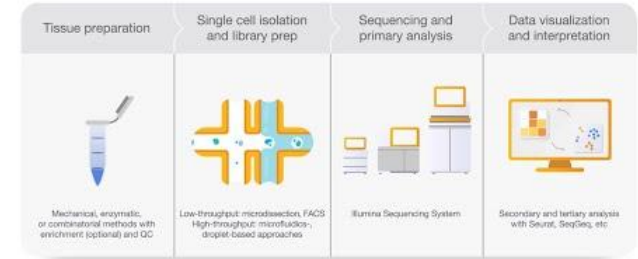 Tissue preparation
Single cell isolation
and library prep
Sequencing and
primary analysis
Data visualization
and interpretation
Mechanical, enzymatic,
or combinatorial methods with
enrichment (optional) and QC
Low-throughput: microdissection, FACS
High-throughput: microfluidics-,
droplet-based approaches
Illumina Sequencing System
Secondary and tertiary analysis
with Seurat, SeqGeq, etc